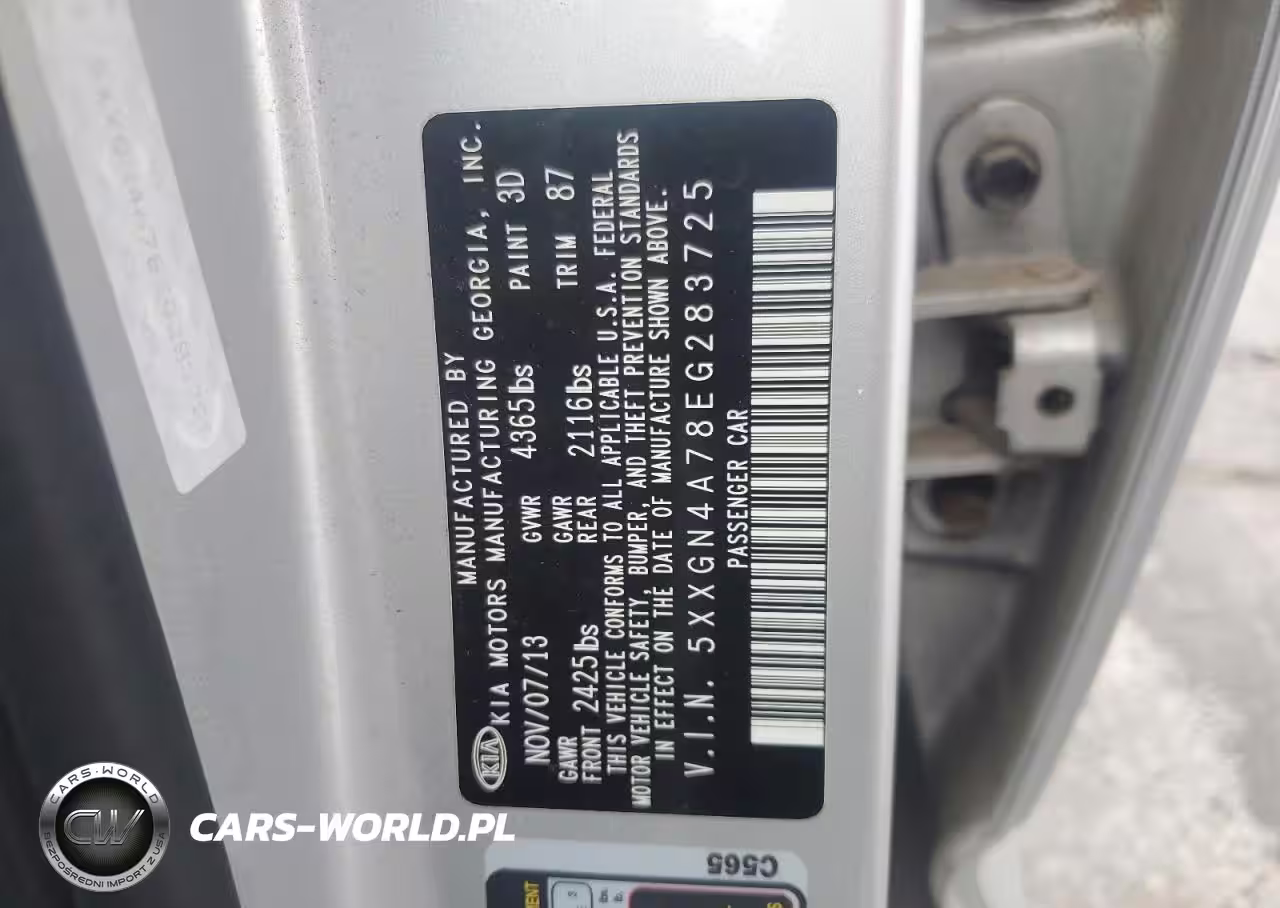 MANUFACTURED BY
KIA KIA MOTORS MANUFACTURING GEORGIA, INC.
NOV/07/13 GVWR 4365lbs PAINT 3D
GAWR FRONT 2425lbs GAWR REAR 2116lbs TRIM 87
THIS VEHICLE CONFORMS TO ALL APPLICABLE U.S.A. FEDERAL
MOTOR VEHICLE SAFETY, BUMPER, AND THEFT PREVENTION STANDARDS
IN EFFECT ON THE DATE OF MANUFACTURE SHOWN ABOVE.
V.I.N. 5XXGN4A78EG283725
PASSENGER CAR
C565
CARS-WORLD
CW
BEZPOŚREDNI IMPORT Z USA
CARS-WORLD.PL